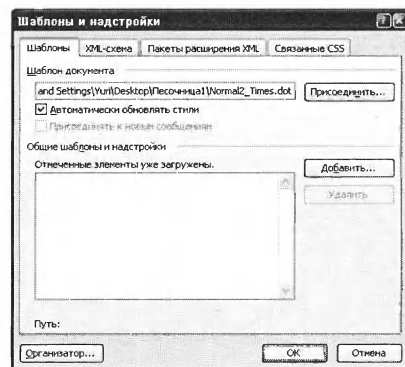 Шаблоны и надстройки
Шаблоны XML-схема Пакеты расширения XML Связанные CSS
Шаблон документа
and Settings\Yuri\Desktop\Песочница1\Normal2_Times.dot Присоединить...
Автоматически обновлять стили
Присоединять к новым сообщениям
Общие шаблоны и надстройки
Отмеченные элементы уже загружены.
Добавить...
Удалить
Путь:
Организатор... ОК Отмена